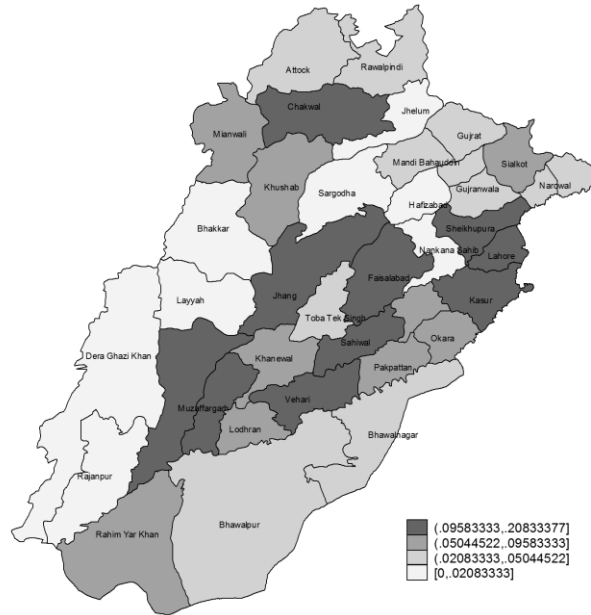 Attock
Rawalpindi
Chakwal
Jhelum
Mianwali
Gujrat
Mandi Bahauddin
Sialkot
Khushab
Sargodha
Gujranwala
Narowal
Hafizabad
Bhakkar
Sheikhupura
Nankana Sahib
Lahore
Faisalabad
Jhang
Kasur
Layyah
Toba Tek Singh
Sahiwal
Okara
Dera Ghazi Khan
Khanewal
Pakpattan
Vehari
Muzaffargarh
Lodhran
Bhawalnagar
Rajanpur
Bhawalpur
Rahim Yar Khan
(.09583333,.20833377]
(.05044522,.09583333]
(.02083333,.05044522]
[0,.02083333]